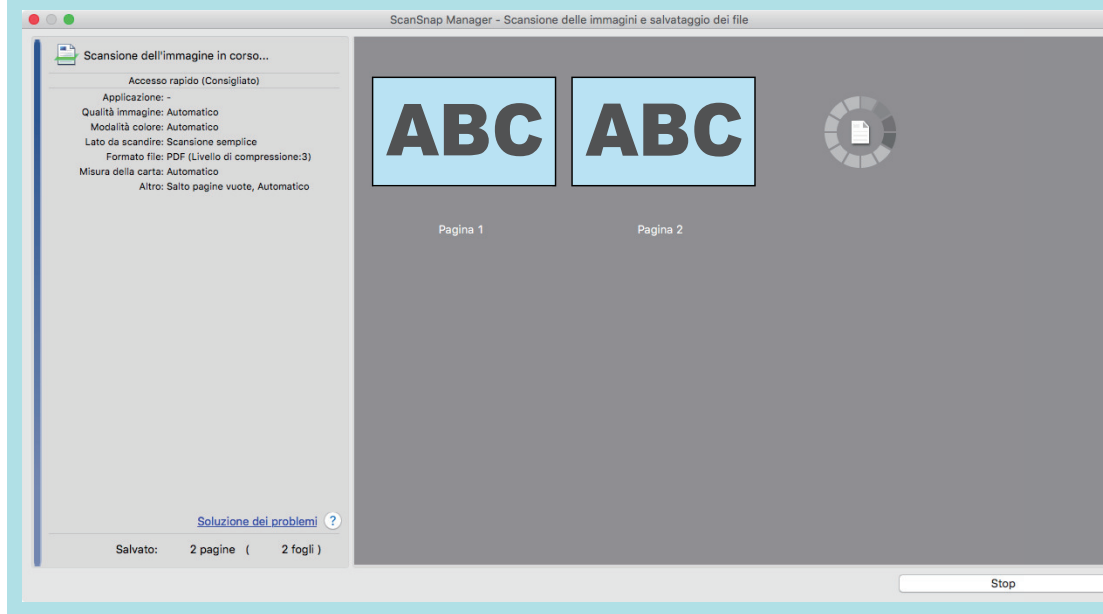 ScanSnap Manager - Scansione delle immagini e salvataggio dei file
Scansione dell'immagine in corso...
Accesso rapido (Consigliato)
Applicazione: -
Qualità immagine: Automatico
Modalità colore: Automatico
Lato da scandire: Scansione semplice
Formato file: PDF (Livello di compressione:3)
Misura della carta: Automatico
Altro: Salto pagine vuote, Automatico
ABC ABC
Pagina 1 Pagina 2
Soluzione dei problemi ?
Salvato: 2 pagine ( 2 fogli )
Stop